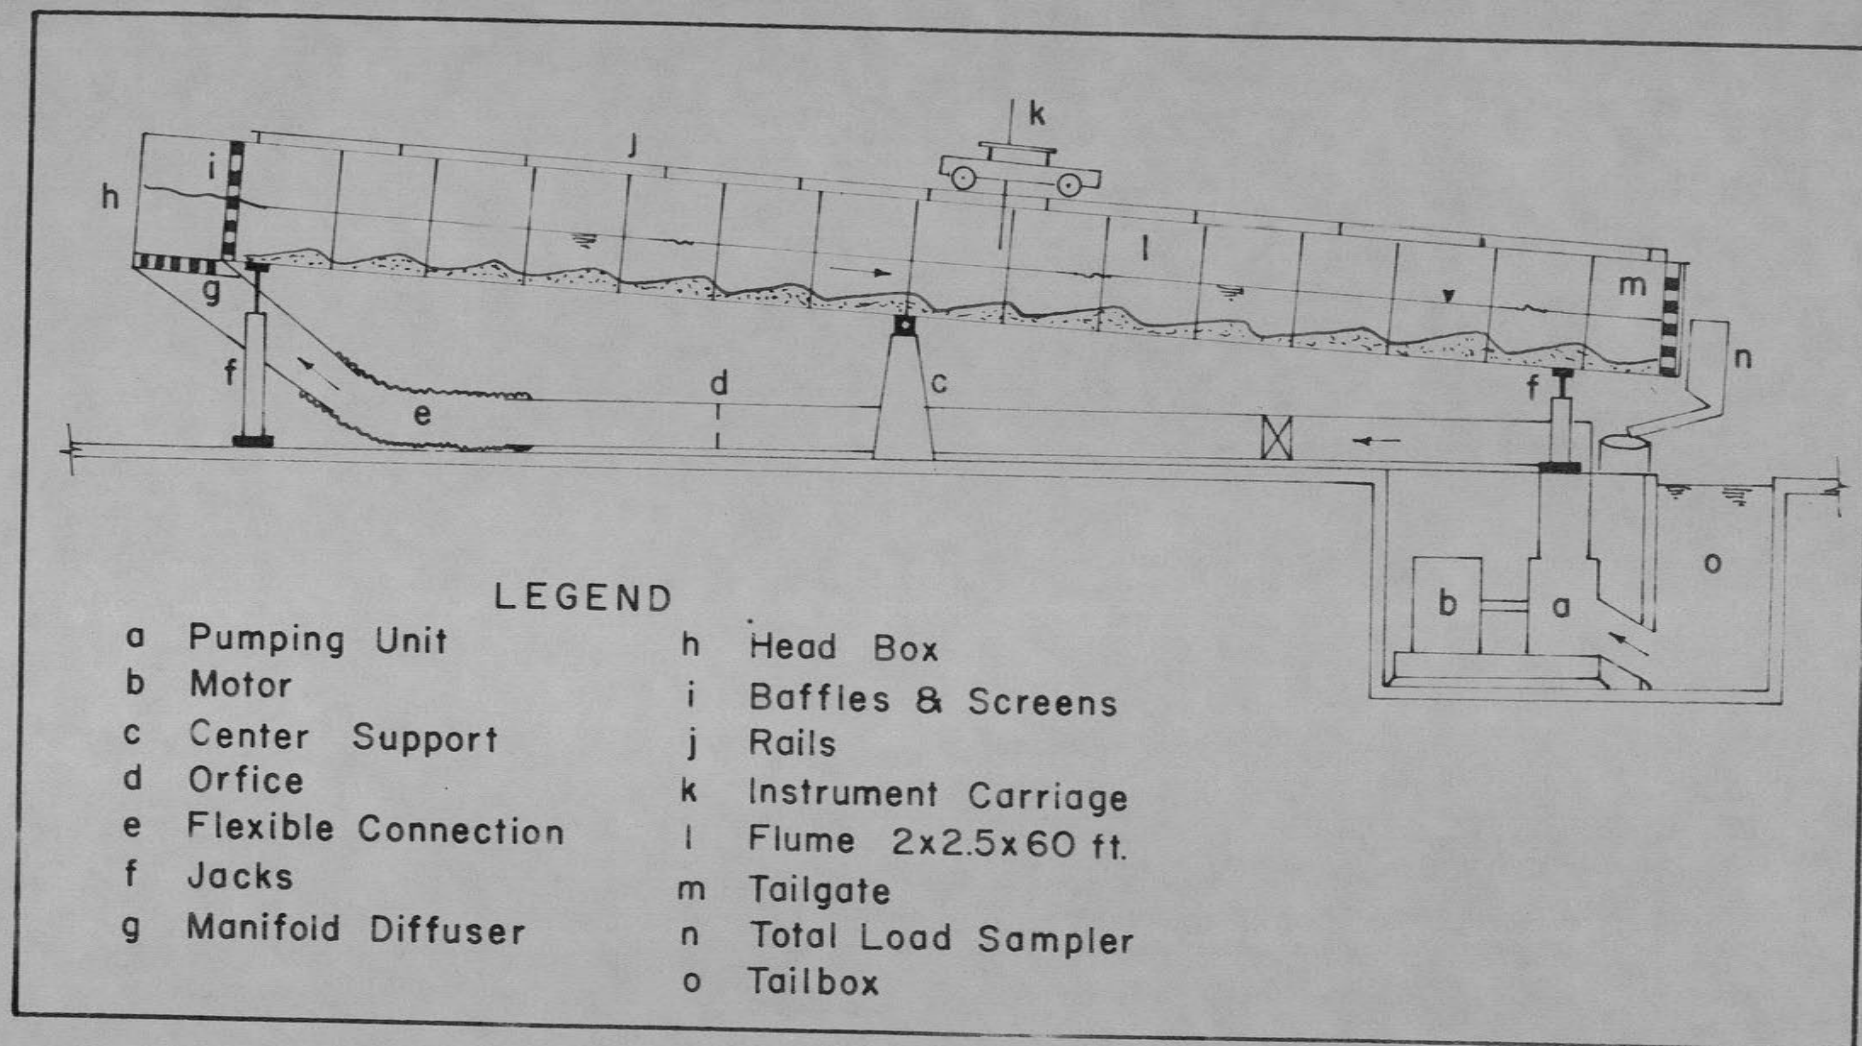 k
j
i
h
l
m
g
n
f
d
c
f
e
o
b
a
LEGEND
a Pumping Unit
b Motor
c Center Support
d Orfice
e Flexible Connection
f Jacks
g Manifold Diffuser
h Head Box
i Baffles & Screens
j Rails
k Instrument Carriage
l Flume 2x2.5x60 ft.
m Tailgate
n Total Load Sampler
o Tailbox